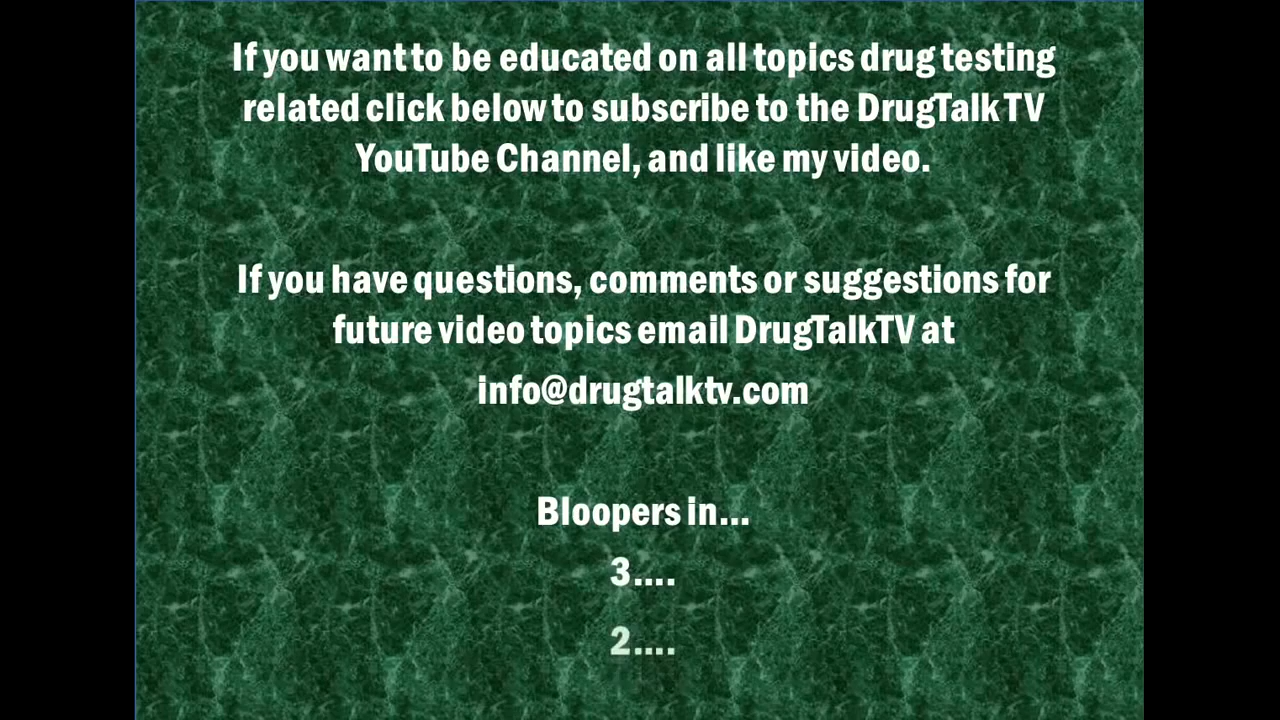 If you want to be educated on all topics drug testing
related click below to subscribe to the DrugTalk TV
YouTube Channel, and like my video.
If you have questions, comments or suggestions for
future video topics email DrugTalkTV at
info@drugtalktv.com
Bloopers in...
3....
2....